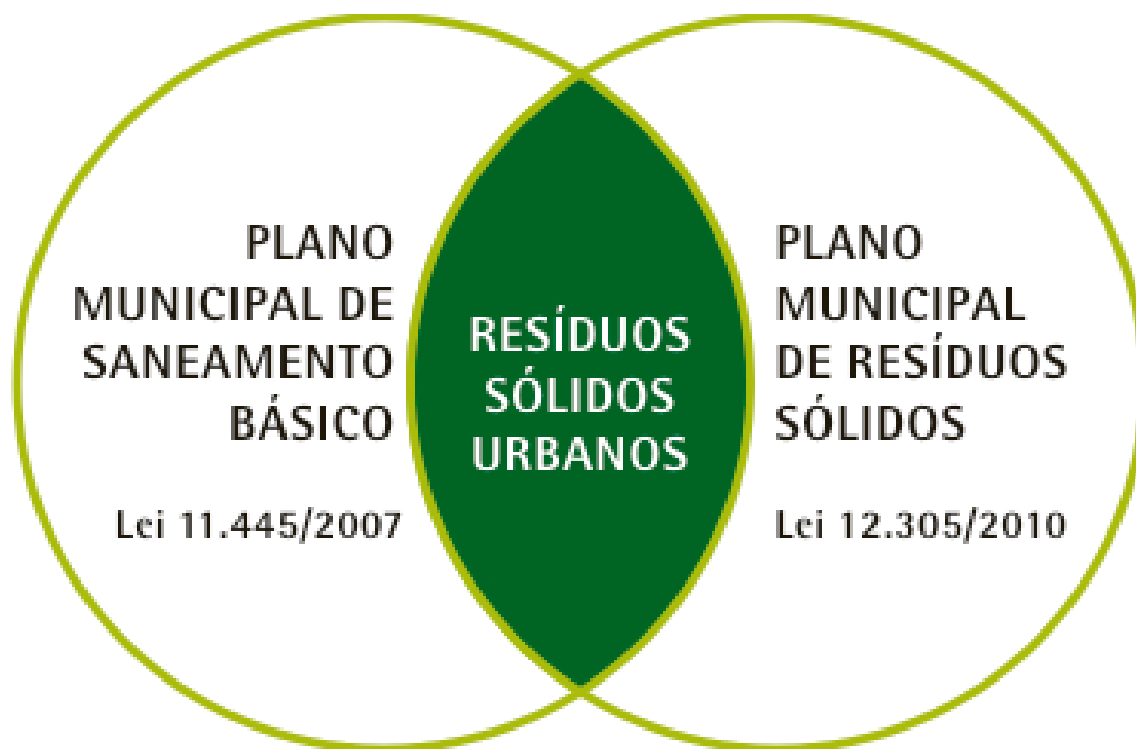 PLANO
MUNICIPAL DE
SANEAMENTO
BÁSICO
Lei 11.445/2007
RESÍDUOS
SÓLIDOS
URBANOS
PLANO
MUNICIPAL
DE RESÍDUOS
SÓLIDOS
Lei 12.305/2010